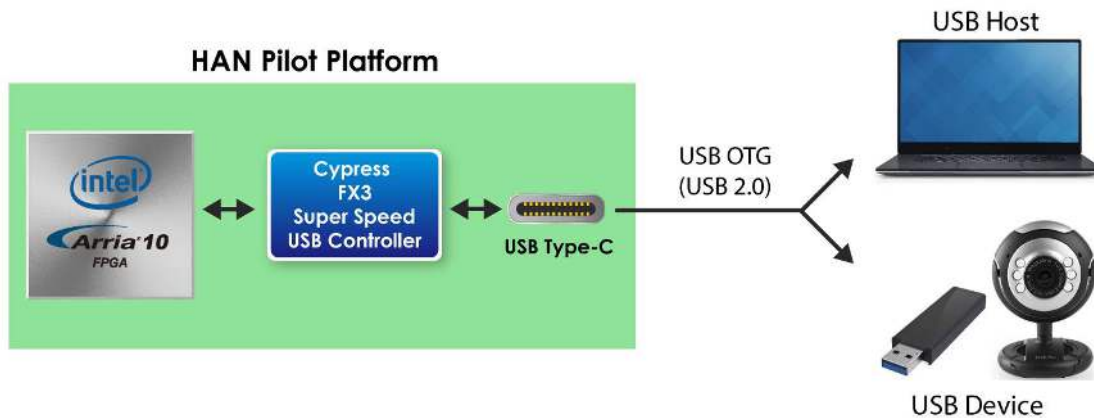 USB Host
HAN Pilot Platform
intel
Arria 10
FPGA
Cypress
FX3
Super Speed
USB Controller
USB Type-C
USB OTG
(USB 2.0)
USB Device